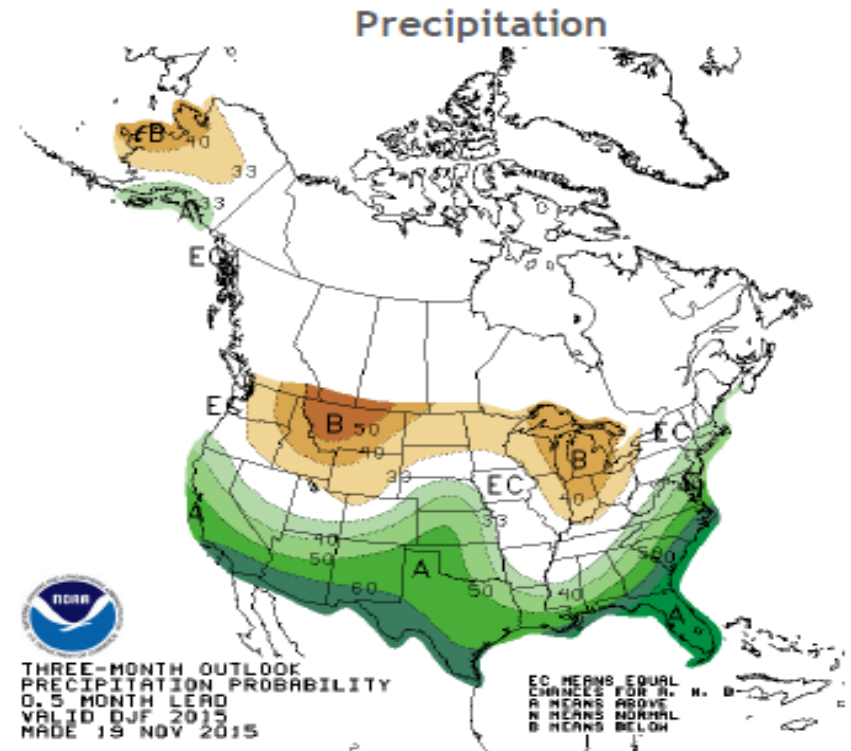 Precipitation
B
40
33
33
A
EC
EC
B
50
40
33
EC
B
EC
40
33
A
40
50
60
A
50
40
50
A
NOAA
THREE-MONTH OUTLOOK
PRECIPITATION PROBABILITY
0.5 MONTH LEAD
VALID DJF 2015
MADE 19 NOV 2015
EC MEANS EQUAL
CHANCES FOR A, N, B
A MEANS ABOVE
N MEANS NORMAL
B MEANS BELOW